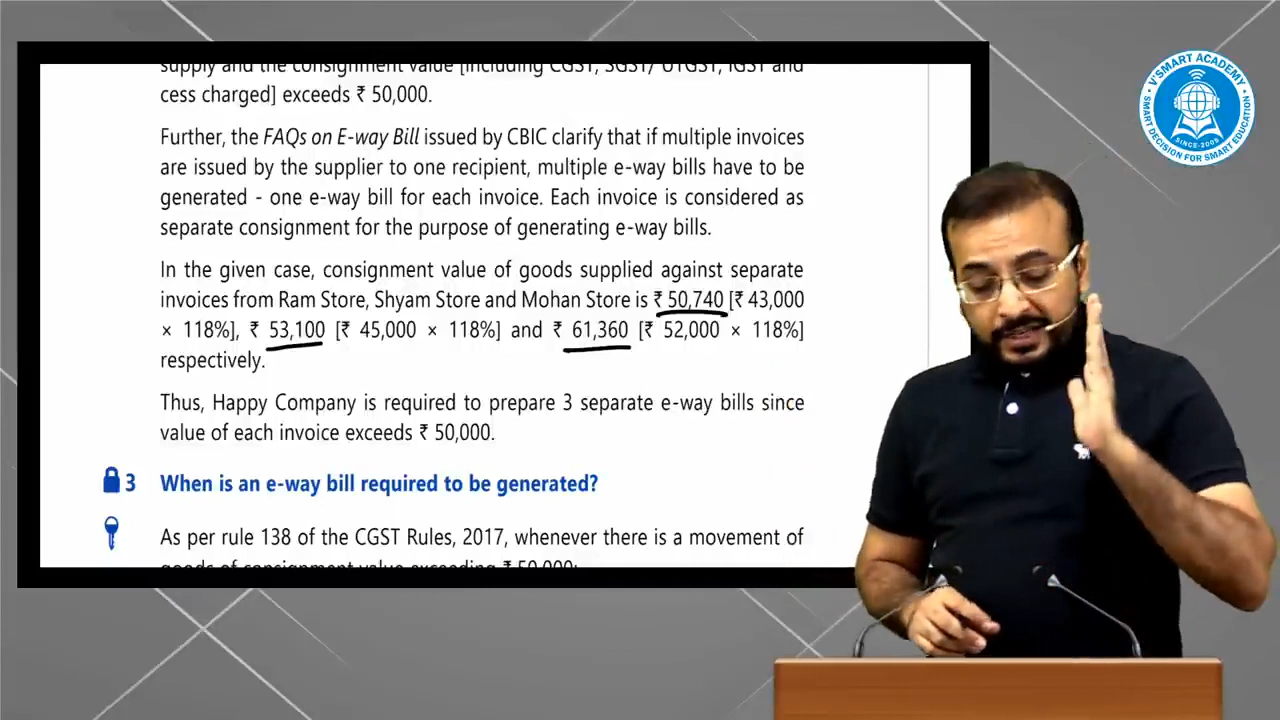 supply and the consignment value [including CGST, SGST/ UTGST, IGST and
cess charged] exceeds ₹ 50,000.
Further, the FAQs on E-way Bill issued by CBIC clarify that if multiple invoices
are issued by the supplier to one recipient, multiple e-way bills have to be
generated - one e-way bill for each invoice. Each invoice is considered as
separate consignment for the purpose of generating e-way bills.
In the given case, consignment value of goods supplied against separate
invoices from Ram Store, Shyam Store and Mohan Store is ₹ 50,740 [₹ 43,000
× 118%], ₹ 53,100 [₹ 45,000 × 118%] and ₹ 61,360 [₹ 52,000 × 118%]
respectively.
Thus, Happy Company is required to prepare 3 separate e-way bills since
value of each invoice exceeds ₹ 50,000.
3 When is an e-way bill required to be generated?
As per rule 138 of the CGST Rules, 2017, whenever there is a movement of
goods of consignment value exceeding ₹ 50,000:
V'SMART ACADEMY
SINCE-2005
SMART DECISION FOR SMART EDUCATION